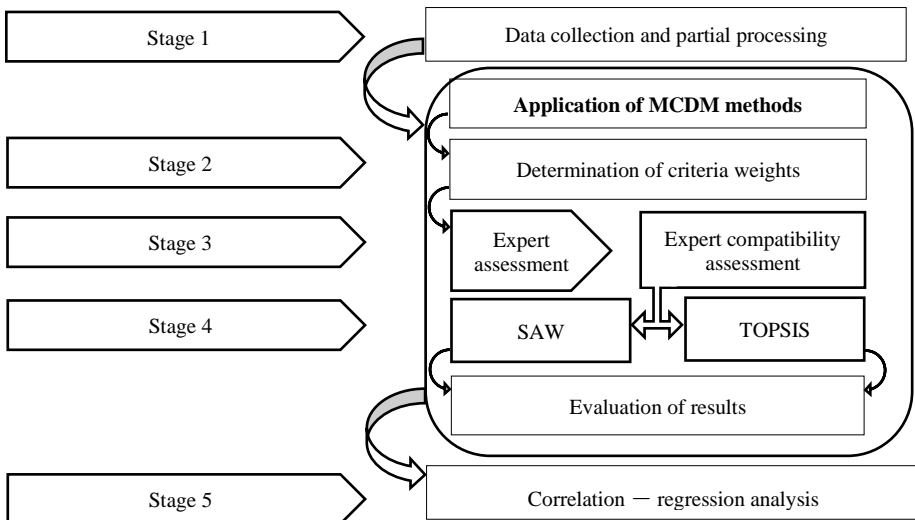 Stage 1
Data collection and partial processing
Application of MCDM methods
Stage 2
Determination of criteria weights
Stage 3
Expert
assessment
Expert compatibility
assessment
Stage 4
SAW
TOPSIS
Evaluation of results
Stage 5
Correlation － regression analysis